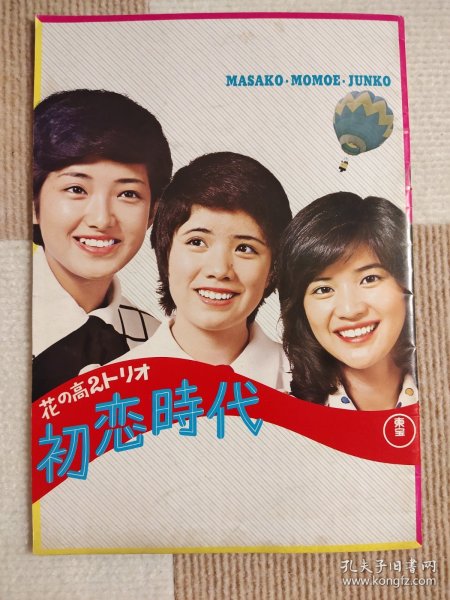 MASAKO・MOMOE・JUNKO
花の高2トリオ
初恋時代
東宝
孔夫子旧书网
www.kongfz.com